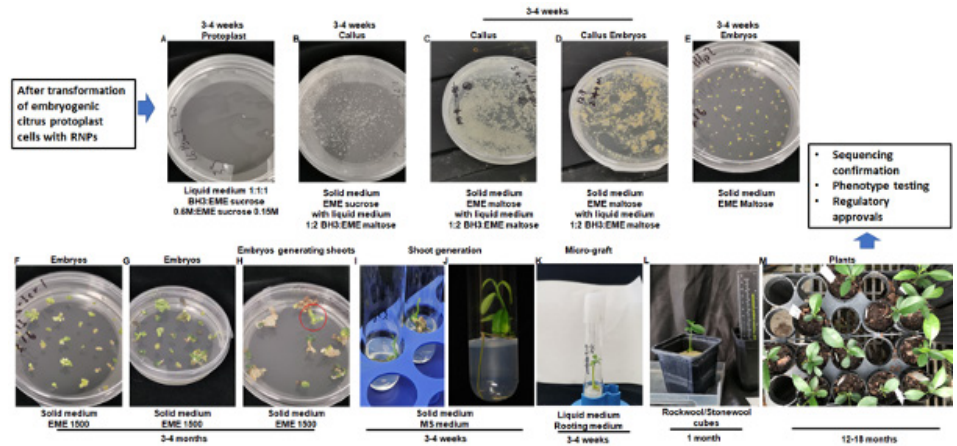 After transformation
of embryogenic
citrus protoplast
cells with RNPs
3-4 weeks
Protoplast
A
Liquid medium 1:1:1
BH3:EME sucrose
0.6M:EME sucrose 0.15M
3-4 weeks
Callus
B
Solid medium
EME sucrose
with liquid medium
1:2 BH3:EME maltose
3-4 weeks
C Callus
Solid medium
EME maltose
with liquid medium
1:2 BH3:EME maltose
D Callus Embryos
Solid medium
EME maltose
with liquid medium
1:2 BH3:EME maltose
3-4 weeks
E Embryos
Solid medium
EME Maltose
• Sequencing
confirmation
• Phenotype testing
• Regulatory
approvals
F Embryos
Solid medium
EME 1500
G Embryos
Solid medium
EME 1500
Embryos generating shoots
H
Solid medium
EME 1500
3-4 months
Shoot generation
I J
Solid medium
MS medium
3-4 weeks
Micro-graft
K
Liquid medium
Rooting medium
3-4 weeks
L
Rockwool/Stonewool
cubes
1 month
M Plants
12-18 months